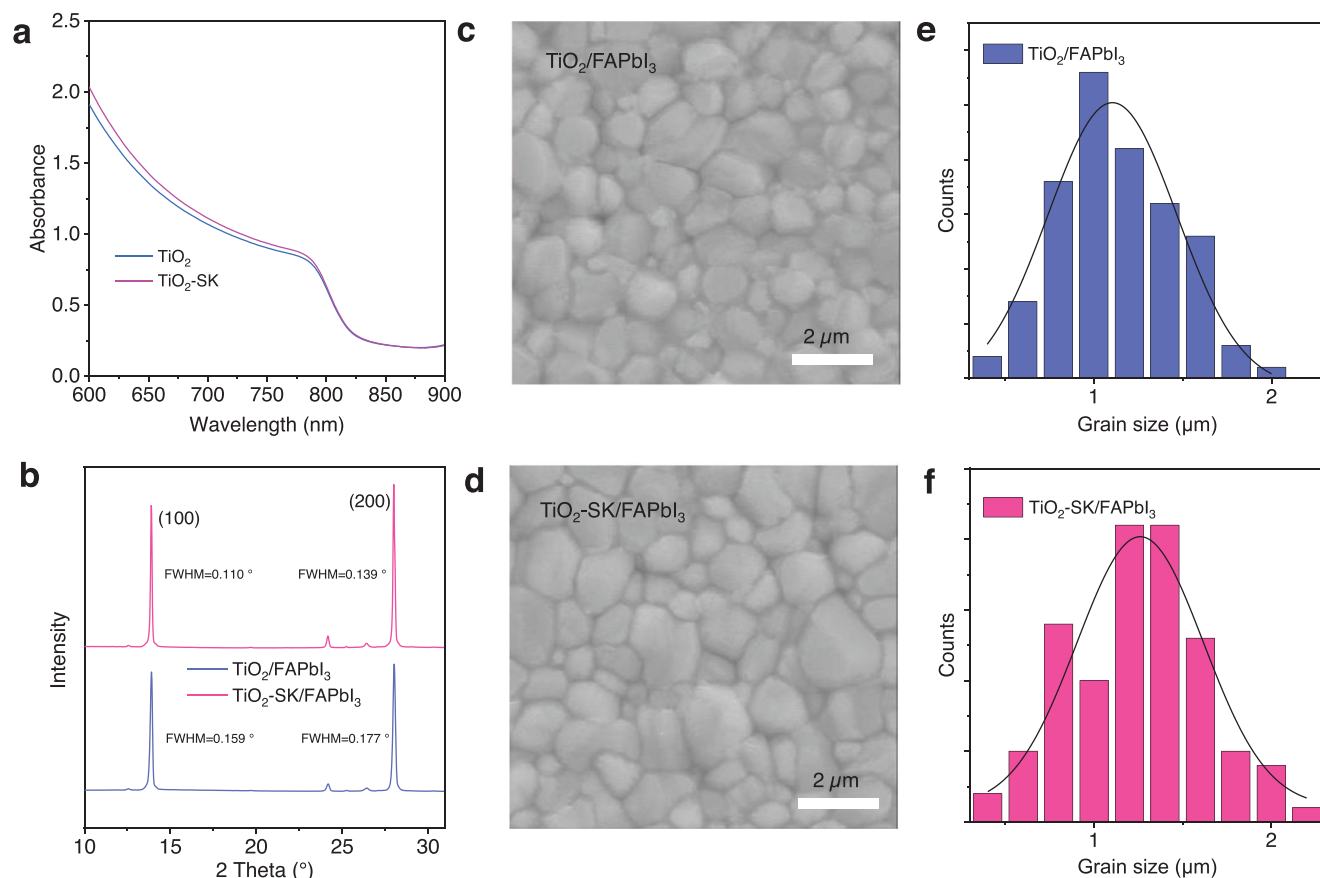 a
2.5
2.0
1.5
1.0
0.5
0.0
Absorbance
TiO2
TiO2-SK
600 650 700 750 800 850 900
Wavelength (nm)
b
(100)
(200)
FWHM=0.110 °
FWHM=0.139 °
TiO2/FAPbI3
TiO2-SK/FAPbI3
FWHM=0.159 °
FWHM=0.177 °
Intensity
10 15 20 25 30
2 Theta (°)
c
TiO2/FAPbI3
2 µm
d
TiO2-SK/FAPbI3
2 µm
e
TiO2/FAPbI3
Counts
1 2
Grain size (µm)
f
TiO2-SK/FAPbI3
Counts
1 2
Grain size (µm)